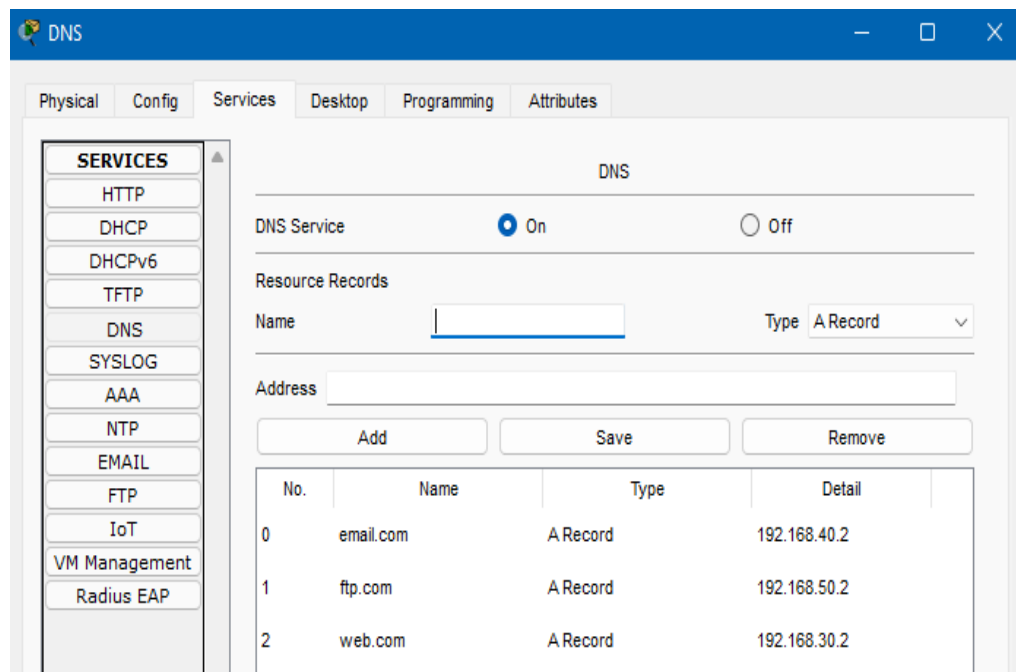 DNS
Physical Config Services Desktop Programming Attributes
SERVICES
HTTP
DHCP
DHCPv6
TFTP
DNS
SYSLOG
AAA
NTP
EMAIL
FTP
IoT
VM Management
Radius EAP
DNS
DNS Service On Off
Resource Records
Name Type A Record
Address
Add Save Remove
No. Name Type Detail
0 email.com A Record 192.168.40.2
1 ftp.com A Record 192.168.50.2
2 web.com A Record 192.168.30.2